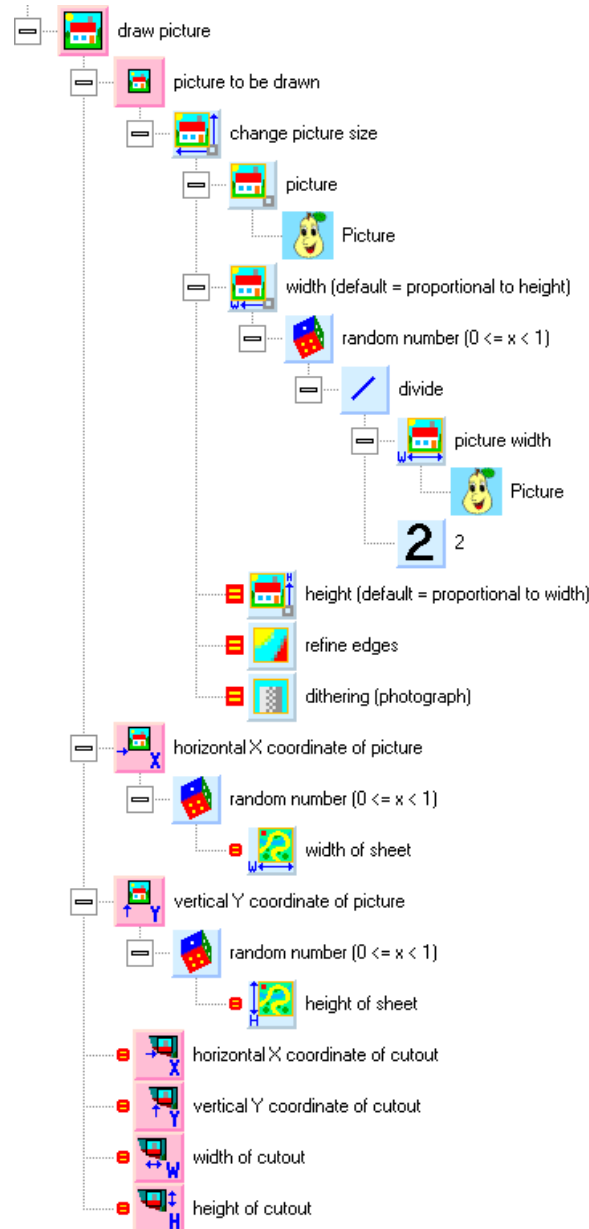 draw picture
picture to be drawn
change picture size
picture
Picture
width (default = proportional to height)
W
random number (0 <= x < 1)
divide
picture width
W
Picture
2 2
H
height (default = proportional to width)
refine edges
dithering (photograph)
horizontal X coordinate of picture
X
random number (0 <= x < 1)
width of sheet
W
vertical Y coordinate of picture
Y
random number (0 <= x < 1)
height of sheet
H
horizontal X coordinate of cutout
X
vertical Y coordinate of cutout
Y
width of cutout
W
height of cutout
H